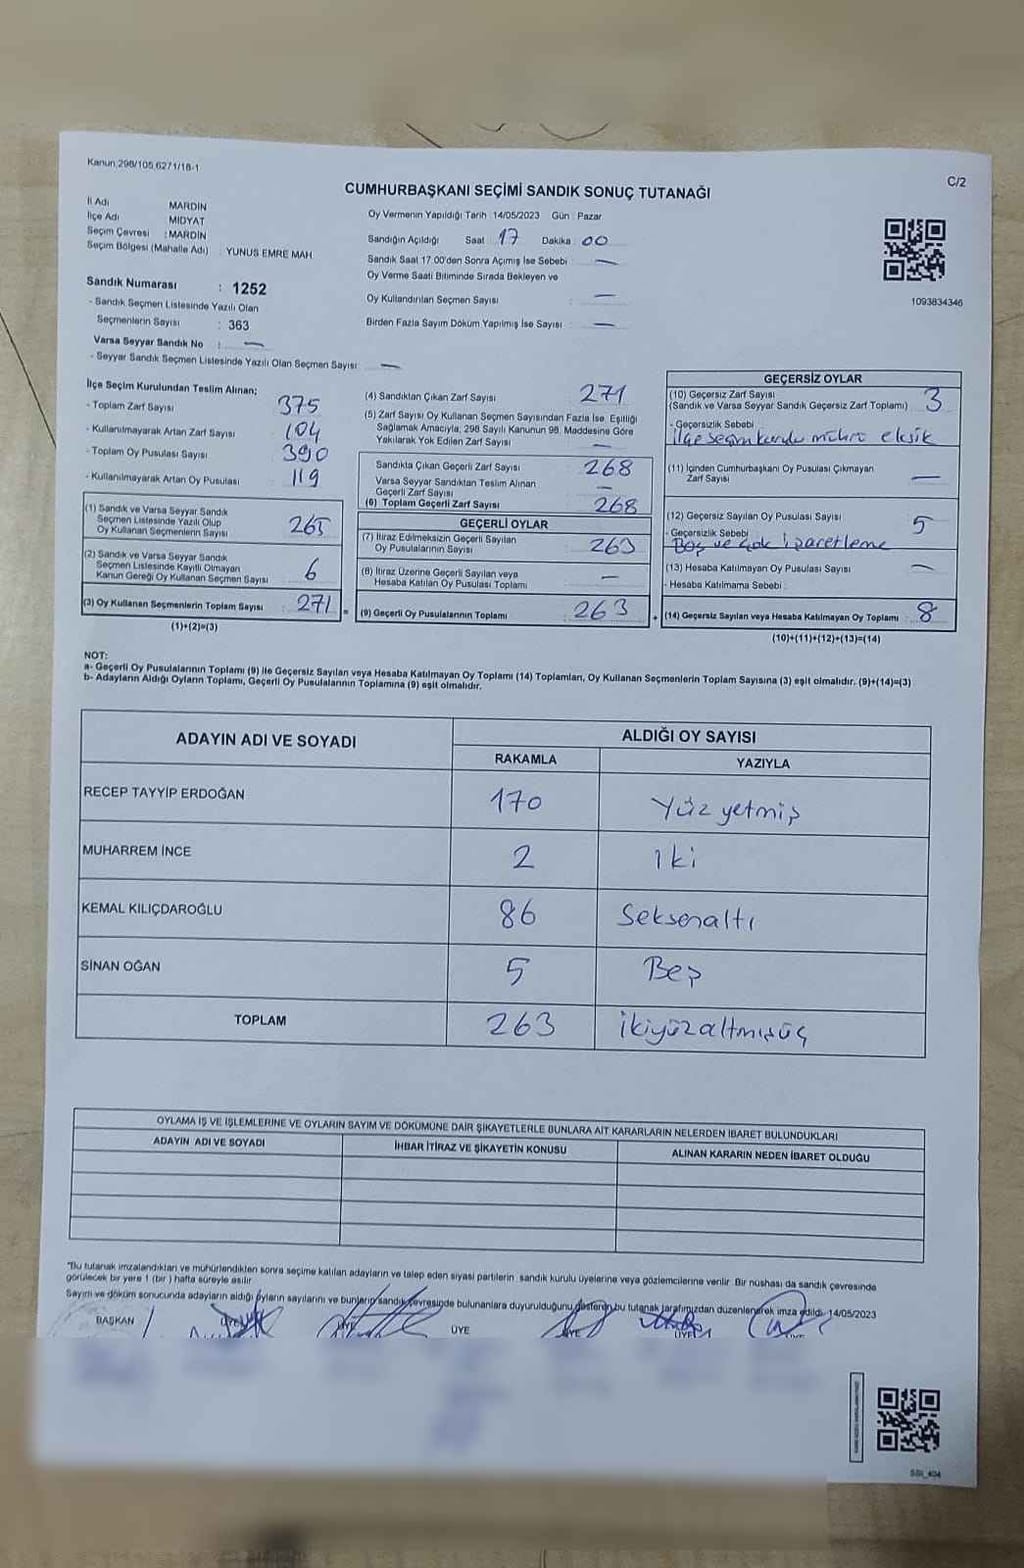 Kanun:298/105,6271/18-1
C/2
CUMHURBAŞKANI SEÇİMİ SANDIK SONUÇ TUTANAĞI
İl Adı MARDİN
İlçe Adı MİDYAT
Seçim Çevresi : MARDİN
Seçim Bölgesi (Mahalle Adı) : YUNUS EMRE MAH
Sandık Numarası : 1252
- Sandık Seçmen Listesinde Yazılı Olan
Seçmenlerin Sayısı : 363
Varsa Seyyar Sandık No : —
- Seyyar Sandık Seçmen Listesinde Yazılı Olan Seçmen Sayısı : —
Oy Vermenin Yapıldığı Tarih 14/05/2023 Gün : Pazar
Sandığın Açıldığı Saat 17 Dakika 00
Sandık Saat 17.00'den Sonra Açımış İse Sebebi —
Oy Verme Saati Bitiminde Sırada Bekleyen ve
Oy Kullandırılan Seçmen Sayısı : —
Birden Fazla Sayım Döküm Yapılmış İse Sayısı : —
1093834346
İlçe Seçim Kurulundan Teslim Alınan;
- Toplam Zarf Sayısı : 375
- Kullanılmayarak Artan Zarf Sayısı : 104
- Toplam Oy Pusulası Sayısı : 390
- Kullanılmayarak Artan Oy Pusulası : 119
(1) Sandık ve Varsa Seyyar Sandık
Seçmen Listesinde Yazılı Olup
Oy Kullanan Seçmenlerin Sayısı : 265
(2) Sandık ve Varsa Seyyar Sandık
Seçmen Listesinde Kayıtlı Olmayan
Kanun Gereği Oy Kullanan Seçmen Sayısı : 6
(3) Oy Kullanan Seçmenlerin Toplam Sayısı : 271 =
(1)+(2)=(3)
(4) Sandıktan Çıkan Zarf Sayısı : 271
(5) Zarf Sayısı Oy Kullanan Seçmen Sayısından Fazla İse, Eşitliği
Sağlamak Amacıyla, 298 Sayılı Kanunun 98. Maddesine Göre
Yakılarak Yok Edilen Zarf Sayısı : —
Sandıkta Çıkan Geçerli Zarf Sayısı : 268
Varsa Seyyar Sandıktan Teslim Alınan
Geçerli Zarf Sayısı : —
(6) Toplam Geçerli Zarf Sayısı : 268
GEÇERLİ OYLAR
(7) İtiraz Edilmeksizin Geçerli Sayılan
Oy Pusulalarının Sayısı : 263
(8) İtiraz Üzerine Geçerli Sayılan veya
Hesaba Katılan Oy Pusulası Toplamı : —
(9) Geçerli Oy Pusulalarının Toplamı : 263 +
GEÇERSİZ OYLAR
(10) Geçersiz Zarf Sayısı : 3
(Sandık ve Varsa Seyyar Sandık Geçersiz Zarf Toplamı)
- Geçersizlik Sebebi :
ilçe seçim kurulu mührü eksik
(11) İçinden Cumhurbaşkanı Oy Pusulası Çıkmayan
Zarf Sayısı : —
(12) Geçersiz Sayılan Oy Pusulası Sayısı : 5
- Geçersizlik Sebebi :
Boş ve çok işaretleme
(13) Hesaba Katılmayan Oy Pusulası Sayısı : —
- Hesaba Katılmama Sebebi :
(14) Geçersiz Sayılan veya Hesaba Katılmayan Oy Toplamı : 8
(10)+(11)+(12)+(13)=(14)
NOT:
a- Geçerli Oy Pusulalarının Toplamı (9) ile Geçersiz Sayılan veya Hesaba Katılmayan Oy Toplamı (14) Toplamları, Oy Kullanan Seçmenlerin Toplam Sayısına (3) eşit olmalıdır. (9)+(14)=(3)
b- Adayların Aldığı Oyların Toplamı, Geçerli Oy Pusulalarının Toplamına (9) eşit olmalıdır.
ADAYIN ADI VE SOYADI ALDIĞI OY SAYISI
RAKAMLA YAZIYLA
RECEP TAYYİP ERDOĞAN 170 Yüz yetmiş
MUHARREM İNCE 2 iki
KEMAL KILIÇDAROĞLU 86 Seksenaltı
SİNAN OĞAN 5 Beş
TOPLAM 263 ikiyüzaltmışüç
OYLAMA İŞ VE İŞLEMLERİNE VE OYLARIN SAYIM VE DÖKÜMÜNE DAİR ŞİKAYETLERLE BUNLARA AİT KARARLARIN NELERDEN İBARET BULUNDUKLARI
ADAYIN ADI VE SOYADI İHBAR İTİRAZ VE ŞİKAYETİN KONUSU ALINAN KARARIN NEDEN İBARET OLDUĞU
"Bu tutanak imzalandıktan ve mühürlendikten sonra seçime katılan adayların ve talep eden siyasi partilerin sandık kurulu üyelerine veya gözlemcilerine verilir. Bir nüshası da sandık çevresinde
görülecek bir yere 1 (bir) hafta süreyle asılır
Sayım ve döküm sonucunda adayların aldığı oyların sayılarını ve bunların sandık çevresinde bulunanlara duyurulduğunu gösteren bu tutanak tarafımızdan düzenlenerek imza edildi. 14/05/2023
BAŞKAN ÜYE ÜYE